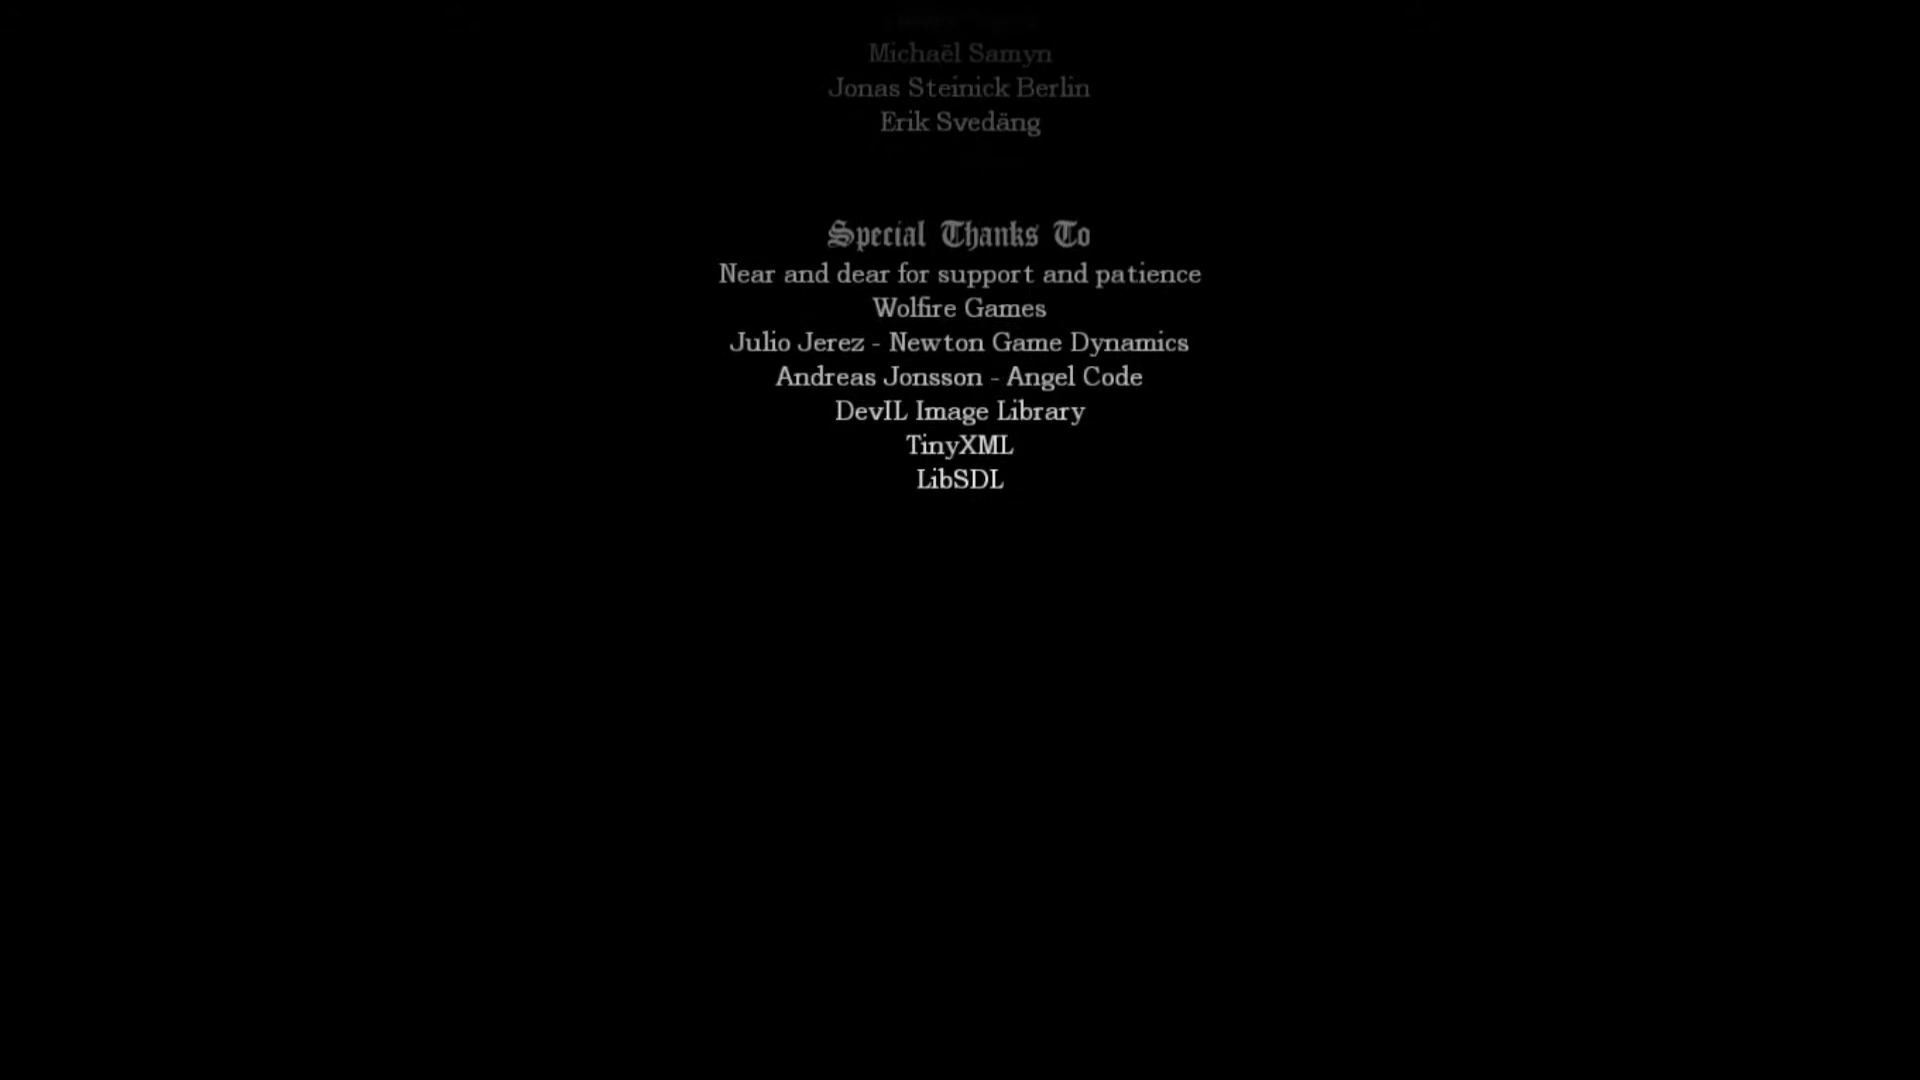 Michaël Samyn
Jonas Steinick Berlin
Erik Svedäng
Special Thanks To
Near and dear for support and patience
Wolfire Games
Julio Jerez - Newton Game Dynamics
Andreas Jonsson - Angel Code
DevIL Image Library
TinyXML
LibSDL